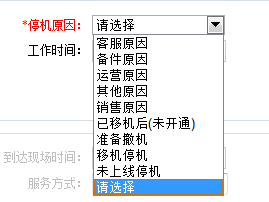 *停机原因： 请选择
工作时间：
客服原因
备件原因
运营原因
其他原因
销售原因
已移机后(未开通)
准备撤机
移机停机
未上线停机
请选择
到达现场时间：
服务方式：